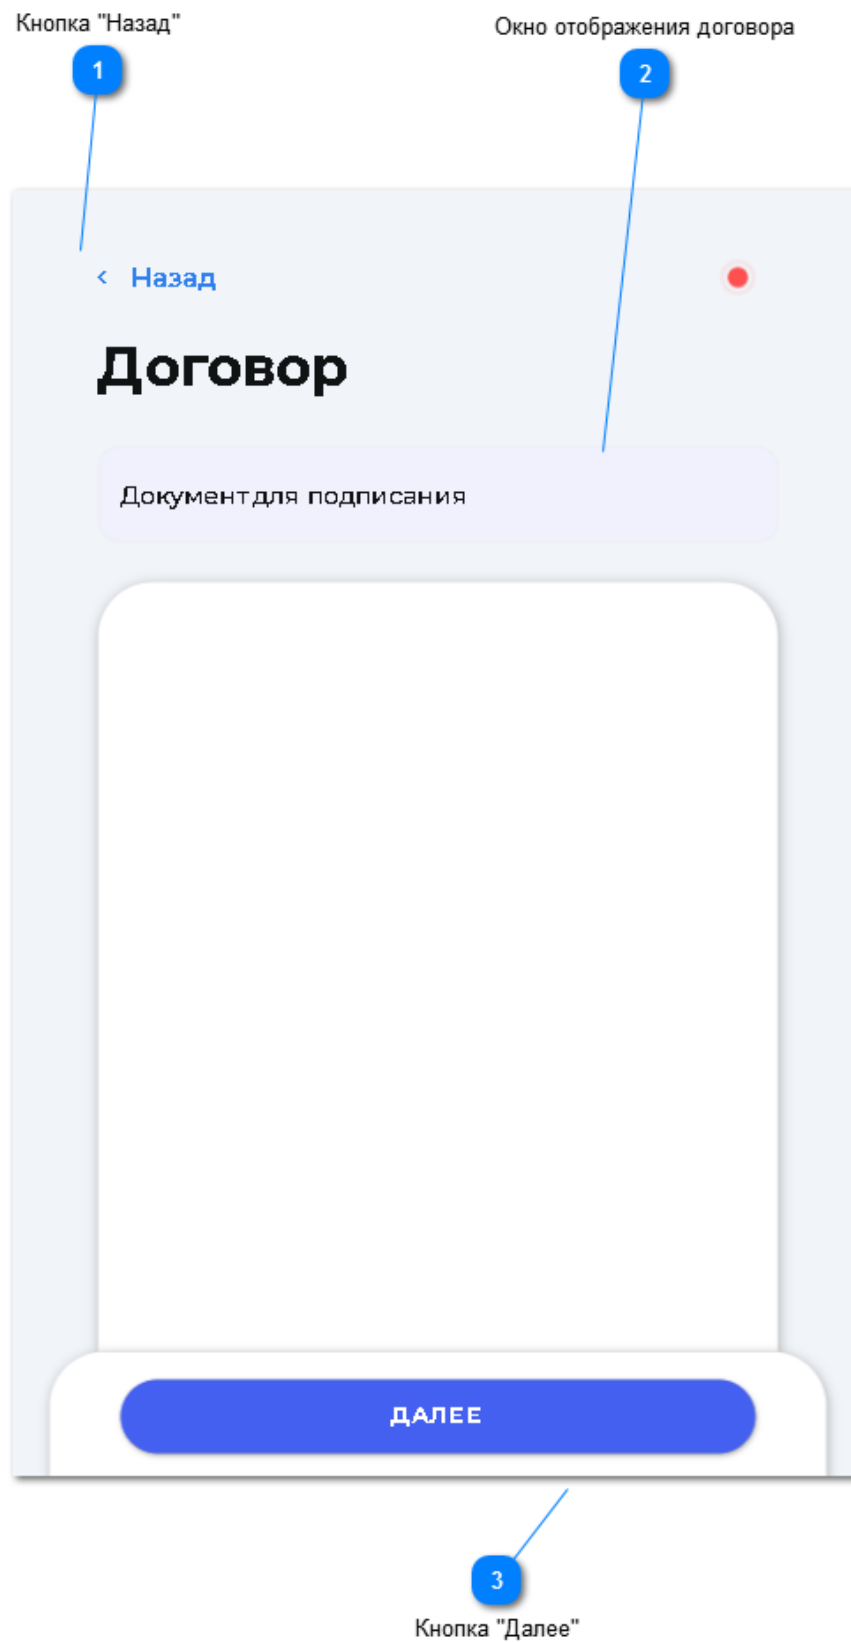 Кнопка "Назад"
Окно отображения договора
1
2
< Назад
Договор
Документ для подписания
ДАЛЕЕ
3
Кнопка "Далее"